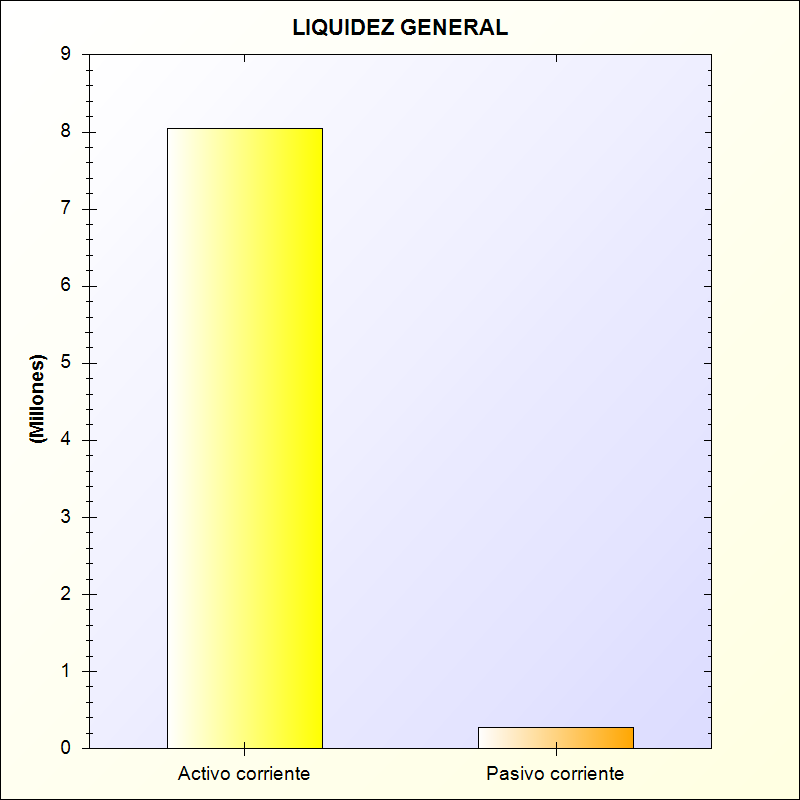 LIQUIDEZ GENERAL
(Millones)
9
8
7
6
5
4
3
2
1
0
Activo corriente
Pasivo corriente